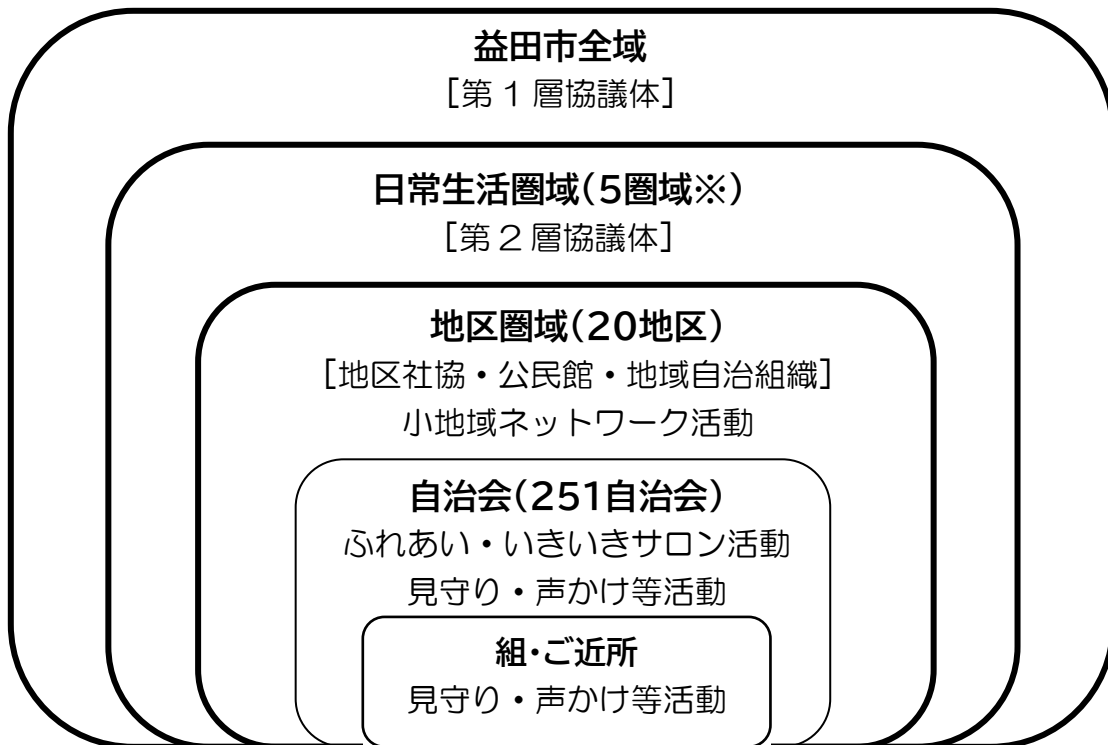 益田市全域
［第 1 層協議体］
日常生活圏域（5圏域※）
［第 2 層協議体］
地区圏域（20地区）
［地区社協・公民館・地域自治組織］
小地域ネットワーク活動
自治会（251自治会）
ふれあい・いきいきサロン活動
見守り・声かけ等活動
組・ご近所
見守り・声かけ等活動